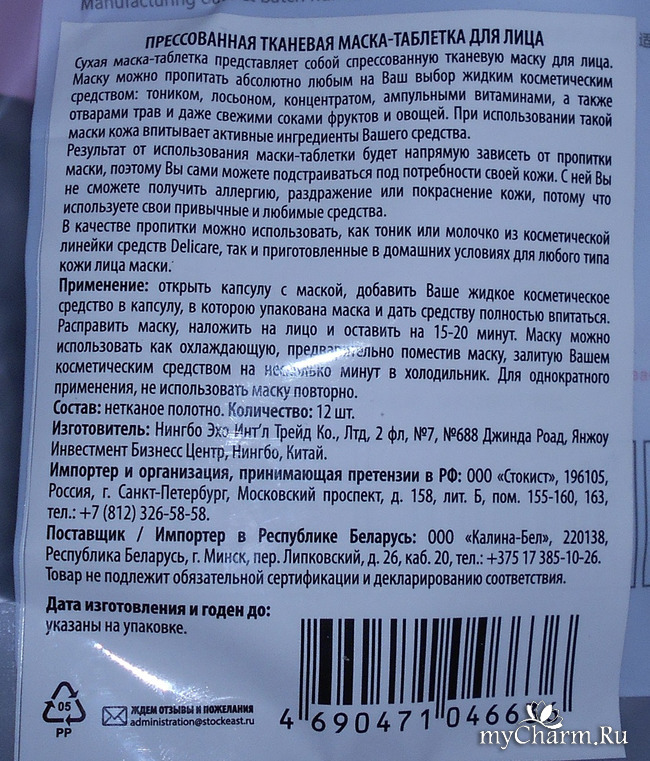 Manufacturing
ПРЕССОВАННАЯ ТКАНЕВАЯ МАСКА-ТАБЛЕТКА ДЛЯ ЛИЦА
Сухая маска-таблетка представляет собой спрессованную тканевую маску для лица.
Маску можно пропитать абсолютно любым на Ваш выбор жидким косметическим
средством: тоником, лосьоном, концентратом, ампульными витаминами, а также
отварами трав и даже свежими соками фруктов и овощей. При использовании такой
маски кожа впитывает активные ингредиенты Вашего средства.
Результат от использования маски-таблетки будет напрямую зависеть от пропитки
маски, поэтому Вы сами можете подстраиваться под потребности своей кожи. С ней Вы
не сможете получить аллергию, раздражение или покраснение кожи, потому что
используете свои привычные и любимые средства.
В качестве пропитки можно использовать, как тоник или молочко из косметической
линейки средств Delicare, так и приготовленные в домашних условиях для любого типа
кожи лица маски.
Применение: открыть капсулу с маской, добавить Ваше жидкое косметическое
средство в капсулу, в которою упакована маска и дать средству полностью впитаться.
Расправить маску, наложить на лицо и оставить на 15-20 минут. Маску можно
использовать как охлаждающую, предварительно поместив маску, залитую Вашем
косметическим средством на несколько минут в холодильник. Для однократного
применения, не использовать маску повторно.
Состав: нетканое полотно. Количество: 12 шт.
Изготовитель: Нингбо Эхо Инт'л Трейд Ко., Лтд, 2 фл, №7, №688 Джинда Роад, Янжоу
Инвестмент Бизнесс Центр, Нингбо, Китай.
Импортер и организация, принимающая претензии в РФ: ООО «Стокист», 196105,
Россия, г. Санкт-Петербург, Московский проспект, д. 158, лит. Б, пом. 155-160, 163,
тел.: +7 (812) 326-58-58.
Поставщик / Импортер в Республике Беларусь: ООО «Калина-Бел», 220138,
Республика Беларусь, г. Минск, пер. Липковский, д. 26, каб. 20, тел.: +375 17 385-10-26.
Товар не подлежит обязательной сертификации и декларированию соответствия.
Дата изготовления и годен до:
указаны на упаковке.
05
PP
ЖДЕМ ОТЗЫВЫ И ПОЖЕЛАНИЯ
administration@stockeast.ru
4 690471 0466
myCharm.Ru